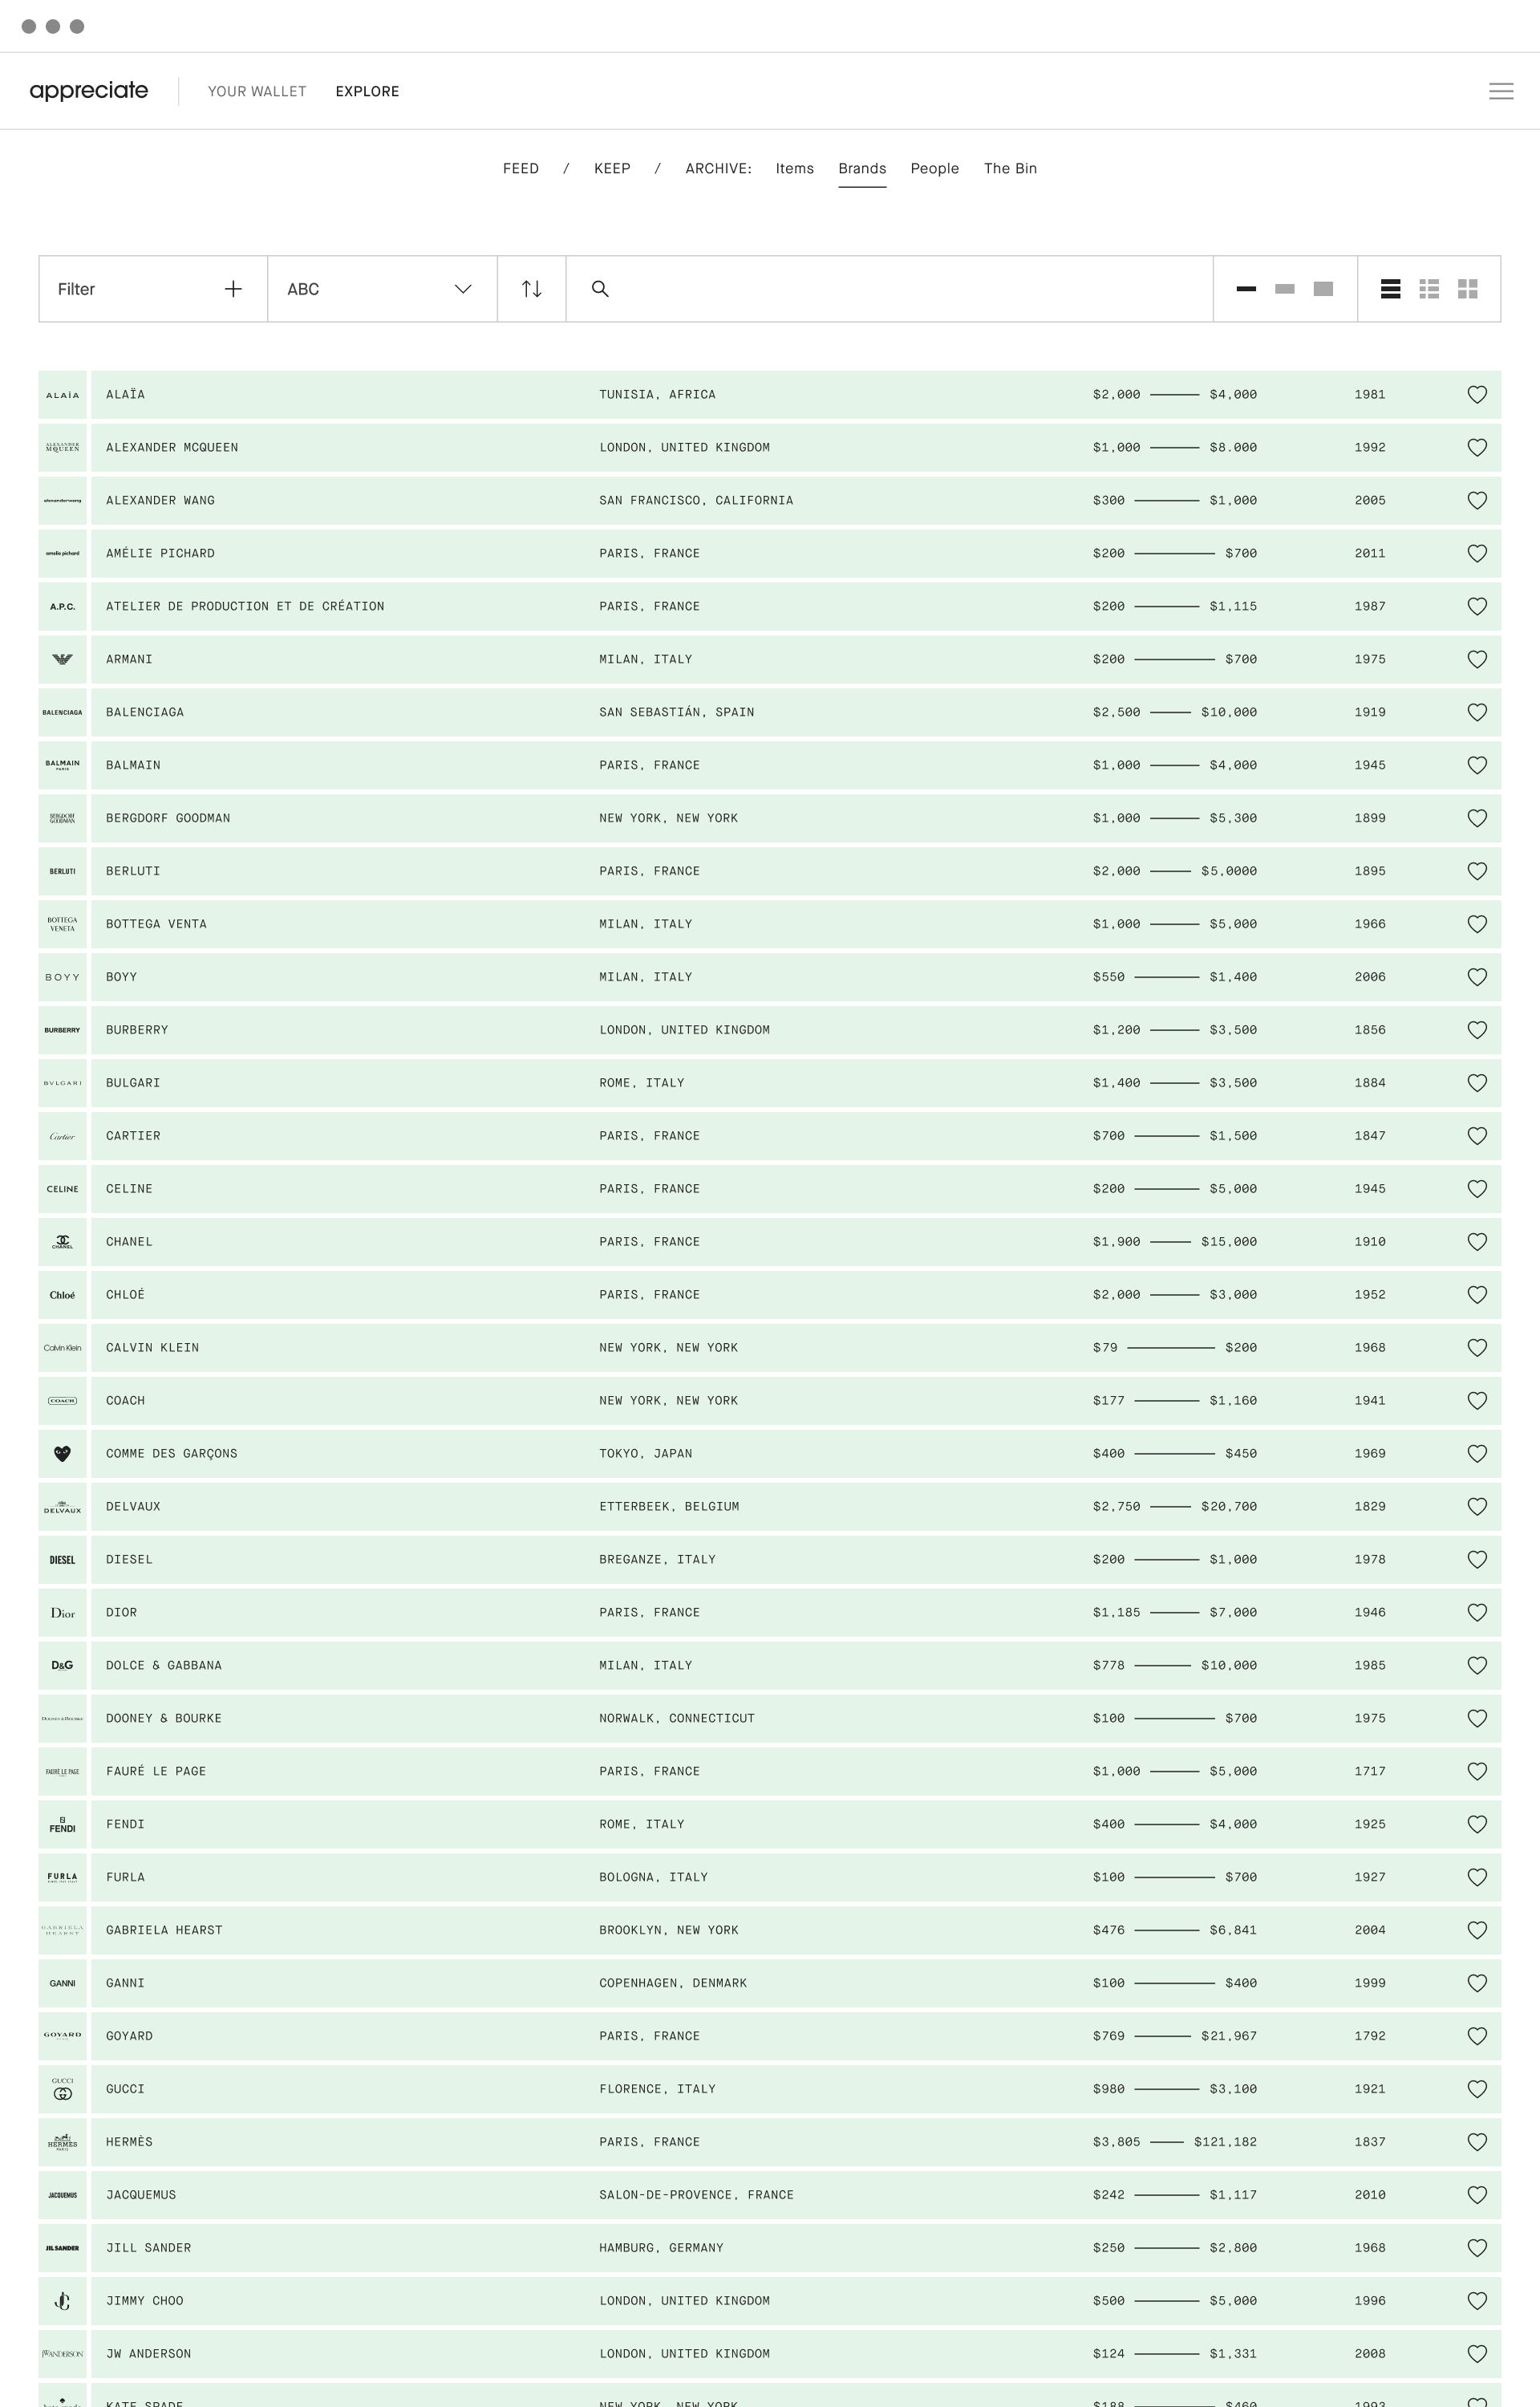 appreciate YOUR WALLET EXPLORE
FEED / KEEP / ARCHIVE: Items Brands People The Bin
Filter ABC
ALAÏA ALAÏA TUNISIA, AFRICA $2,000 $4,000 1981
ALEXANDER MCQUEEN ALEXANDER MCQUEEN LONDON, UNITED KINGDOM $1,000 $8.000 1992
alexanderwang ALEXANDER WANG SAN FRANCISCO, CALIFORNIA $300 $1,000 2005
amélie pichard AMÉLIE PICHARD PARIS, FRANCE $200 $700 2011
A.P.C. ATELIER DE PRODUCTION ET DE CRÉATION PARIS, FRANCE $200 $1,115 1987
ARMANI MILAN, ITALY $200 $700 1975
BALENCIAGA BALENCIAGA SAN SEBASTIÁN, SPAIN $2,500 $10,000 1919
BALMAIN PARIS BALMAIN PARIS, FRANCE $1,000 $4,000 1945
BERGDORF GOODMAN BERGDORF GOODMAN NEW YORK, NEW YORK $1,000 $5,300 1899
BERLUTI BERLUTI PARIS, FRANCE $2,000 $5,0000 1895
BOTTEGA VENETA BOTTEGA VENTA MILAN, ITALY $1,000 $5,000 1966
BOYY BOYY MILAN, ITALY $550 $1,400 2006
BURBERRY BURBERRY LONDON, UNITED KINGDOM $1,200 $3,500 1856
BVLGARI BULGARI ROME, ITALY $1,400 $3,500 1884
Cartier CARTIER PARIS, FRANCE $700 $1,500 1847
CELINE CELINE PARIS, FRANCE $200 $5,000 1945
CHANEL CHANEL PARIS, FRANCE $1,900 $15,000 1910
Chloé CHLOÉ PARIS, FRANCE $2,000 $3,000 1952
Calvin Klein CALVIN KLEIN NEW YORK, NEW YORK $79 $200 1968
COACH COACH NEW YORK, NEW YORK $177 $1,160 1941
COMME DES GARÇONS TOKYO, JAPAN $400 $450 1969
DELVAUX DELVAUX ETTERBEEK, BELGIUM $2,750 $20,700 1829
DIESEL DIESEL BREGANZE, ITALY $200 $1,000 1978
Dior DIOR PARIS, FRANCE $1,185 $7,000 1946
D&G DOLCE & GABBANA MILAN, ITALY $778 $10,000 1985
DOONEY & BOURKE DOONEY & BOURKE NORWALK, CONNECTICUT $100 $700 1975
FAURÉ LE PAGE FAURÉ LE PAGE PARIS, FRANCE $1,000 $5,000 1717
FENDI FENDI ROME, ITALY $400 $4,000 1925
FURLA FURLA BOLOGNA, ITALY $100 $700 1927
GABRIELA HEARST GABRIELA HEARST BROOKLYN, NEW YORK $476 $6,841 2004
GANNI GANNI COPENHAGEN, DENMARK $100 $400 1999
GOYARD GOYARD PARIS, FRANCE $769 $21,967 1792
GUCCI GUCCI FLORENCE, ITALY $980 $3,100 1921
HERMÈS PARIS HERMÈS PARIS, FRANCE $3,805 $121,182 1837
JACQUEMUS JACQUEMUS SALON-DE-PROVENCE, FRANCE $242 $1,117 2010
JIL SANDER JILL SANDER HAMBURG, GERMANY $250 $2,800 1968
JC JIMMY CHOO LONDON, UNITED KINGDOM $500 $5,000 1996
JW ANDERSON JW ANDERSON LONDON, UNITED KINGDOM $124 $1,331 2008
KATE SPADE NEW YORK, NEW YORK $188 $460 1993